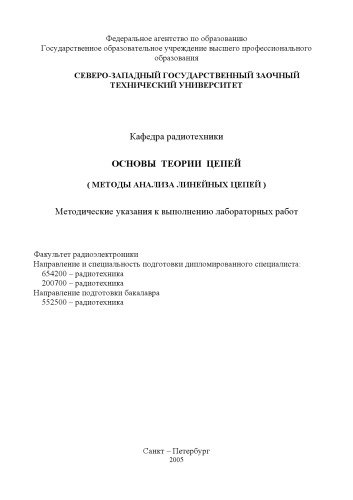 Федеральное агентство по образованию
Государственное образовательное учреждение высшего профессионального
образования
СЕВЕРО-ЗАПАДНЫЙ ГОСУДАРСТВЕННЫЙ ЗАОЧНЫЙ
ТЕХНИЧЕСКИЙ УНИВЕРСИТЕТ
Кафедра радиотехники
ОСНОВЫ ТЕОРИИ ЦЕПЕЙ
( МЕТОДЫ АНАЛИЗА ЛИНЕЙНЫХ ЦЕПЕЙ )
Методические указания к выполнению лабораторных работ
Факультет радиоэлектроники
Направление и специальность подготовки дипломированного специалиста:
654200 – радиотехника
200700 – радиотехника
Направление подготовки бакалавра
552500 – радиотехника
Санкт – Петербург
2005